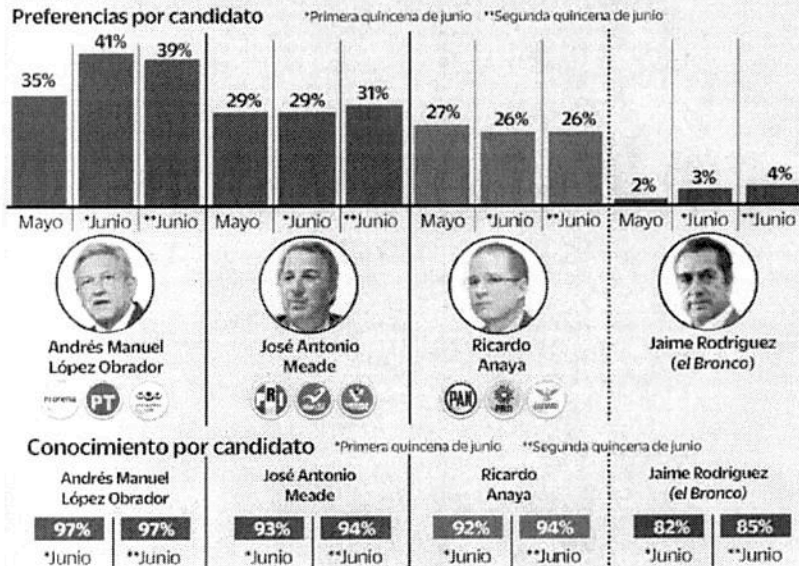 Preferencias por candidato *Primera quincena de junio **Segunda quincena de junio
35% 41% 39% 29% 29% 31% 27% 26% 26% 2% 3% 4%
Mayo *Junio **Junio Mayo *Junio **Junio Mayo *Junio **Junio Mayo *Junio **Junio
Andrés Manuel
López Obrador
José Antonio
Meade
Ricardo
Anaya
Jaime Rodríguez
(el Bronco)
morena PT
PRI
PAN PRD
Conocimiento por candidato *Primera quincena de junio **Segunda quincena de junio
Andrés Manuel
López Obrador
José Antonio
Meade
Ricardo
Anaya
Jaime Rodríguez
(el Bronco)
97% 97% 93% 94% 92% 94% 82% 85%
*Junio **Junio *Junio **Junio *Junio **Junio *Junio **Junio